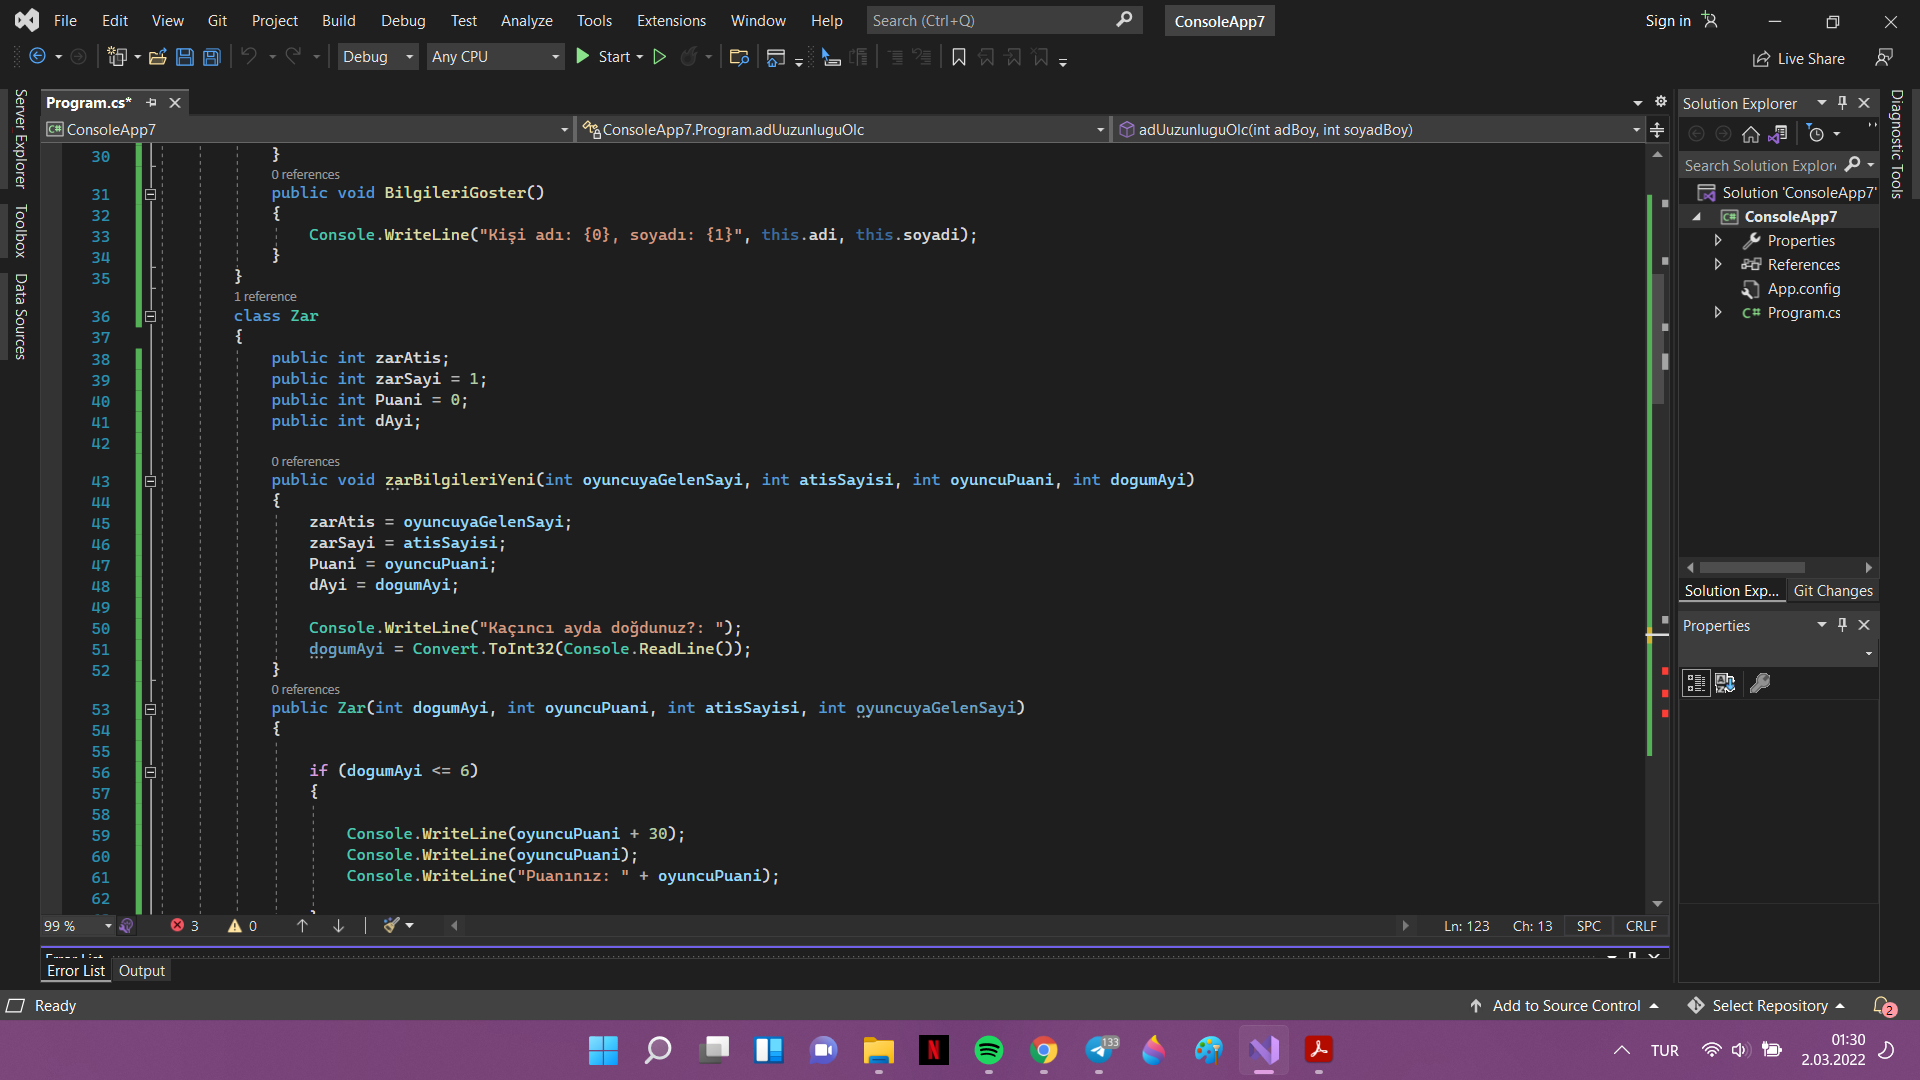 File Edit View Git Project Build Debug Test Analyze Tools Extensions Window Help Search (Ctrl+Q) ConsoleApp7 Sign in
Debug Any CPU Start Live Share
Server Explorer
Toolbox
Data Sources
Program.cs*
ConsoleApp7 ConsoleApp7.Program.adUuzunluguOlc adUuzunluguOlc(int adBoy, int soyadBoy)
30 }
0 references
31 public void BilgileriGoster()
32 {
33 Console.WriteLine("Kişi adı: {0}, soyadı: {1}", this.adi, this.soyadi);
34 }
35 }
1 reference
36 class Zar
37 {
38 public int zarAtis;
39 public int zarSayi = 1;
40 public int Puani = 0;
41 public int dAyi;
42
0 references
43 public void zarBilgileriYeni(int oyuncuyaGelenSayi, int atisSayisi, int oyuncuPuani, int dogumAyi)
44 {
45 zarAtis = oyuncuyaGelenSayi;
46 zarSayi = atisSayisi;
47 Puani = oyuncuPuani;
48 dAyi = dogumAyi;
49
50 Console.WriteLine("Kaçıncı ayda doğdunuz?: ");
51 dogumAyi = Convert.ToInt32(Console.ReadLine());
52 }
0 references
53 public Zar(int dogumAyi, int oyuncuPuani, int atisSayisi, int oyuncuyaGelenSayi)
54 {
55
56 if (dogumAyi <= 6)
57 {
58
59 Console.WriteLine(oyuncuPuani + 30);
60 Console.WriteLine(oyuncuPuani);
61 Console.WriteLine("Puanınız: " + oyuncuPuani);
62
99 % 3 0 Ln: 123 Ch: 13 SPC CRLF
Error List
Error List Output
Solution Explorer
Search Solution Explor
Solution 'ConsoleApp7'
ConsoleApp7
Properties
References
App.config
C# Program.cs
Solution Exp... Git Changes
Properties
Diagnostic Tools
Ready Add to Source Control Select Repository 2
133
TUR 01:30
2.03.2022